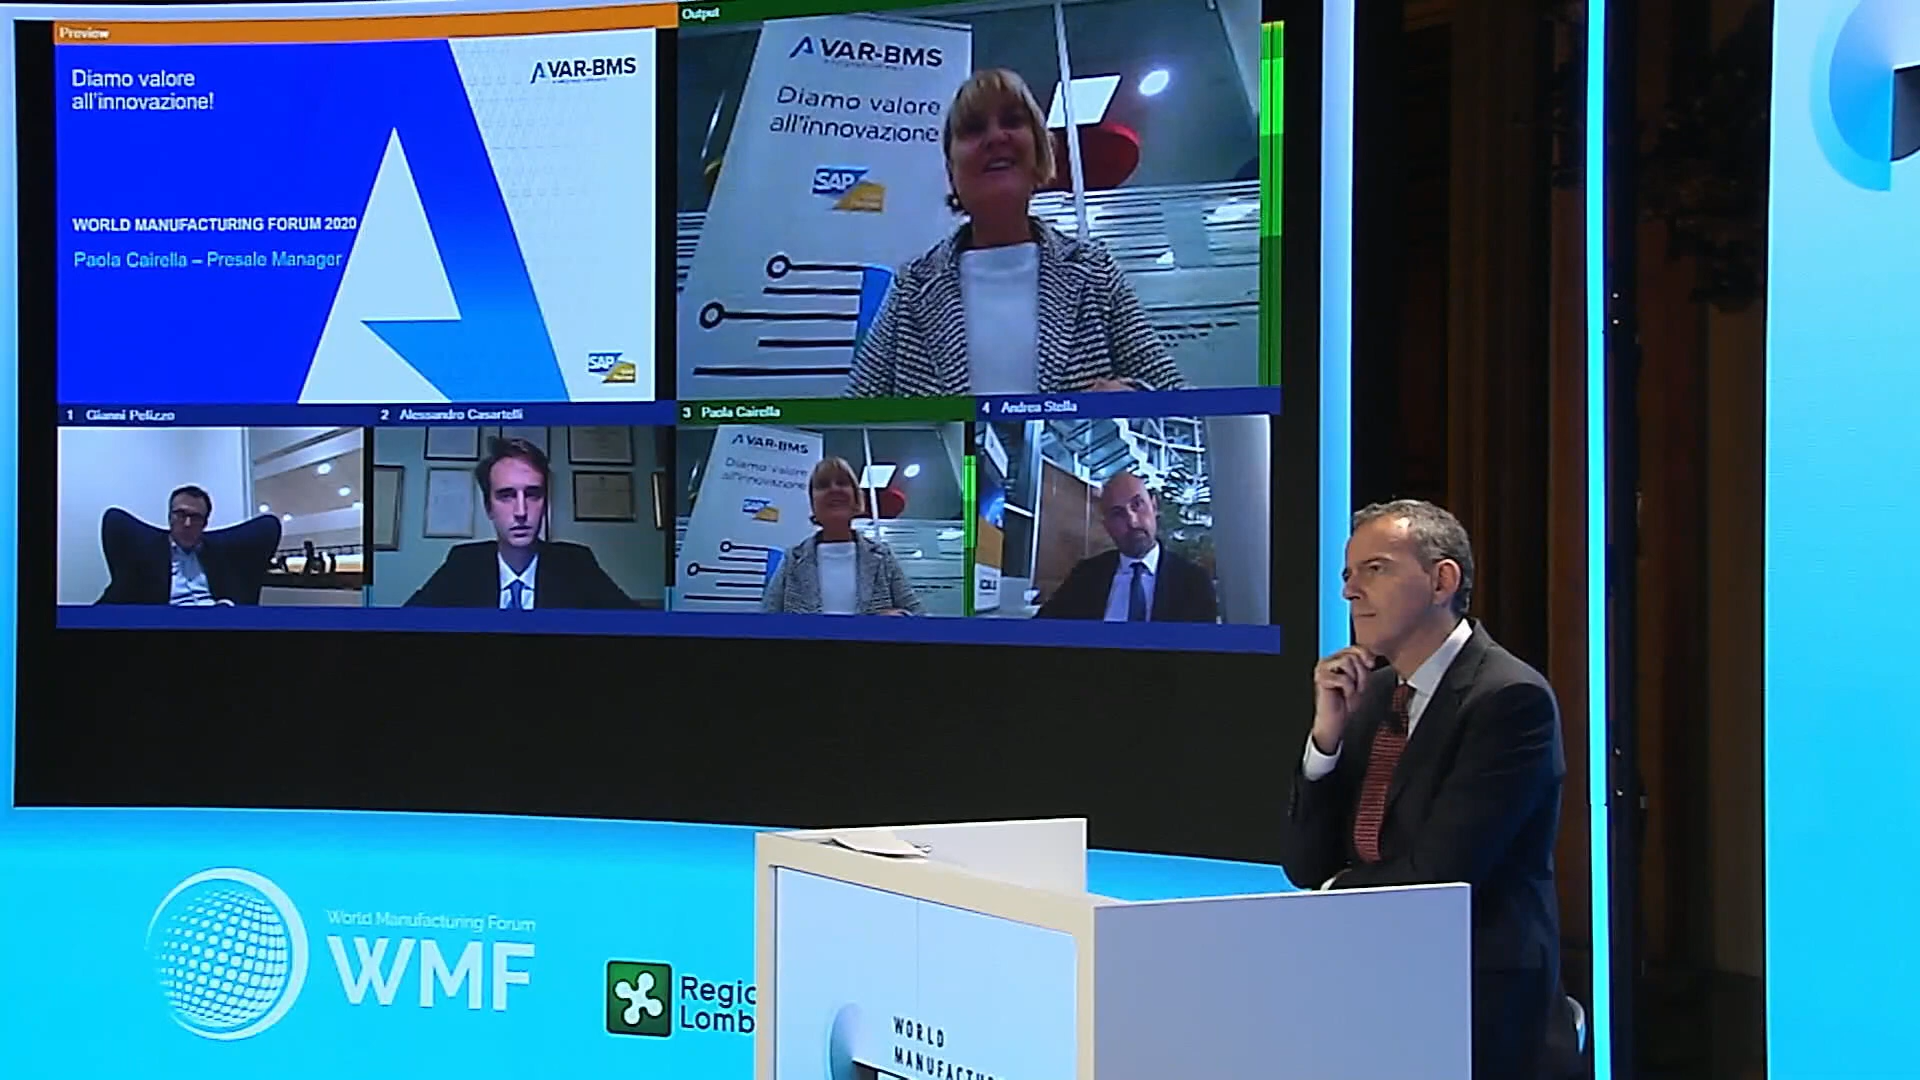 Preview
Output
Diamo valore
all'innovazione!
VAR-BMS
WORLD MANUFACTURING FORUM 2020
Paola Cairella – Presale Manager
SAP
VAR-BMS
Diamo valore
all'innovazione
SAP
1 Gianni Pelizzo
2 Alessandro Casartelli
3 Paola Cairella
4 Andrea Stella
VAR-BMS
Diamo valore
all'innovazione
SAP
World Manufacturing Forum
WMF
Regio
Lomb
WORLD
MANUFACTU